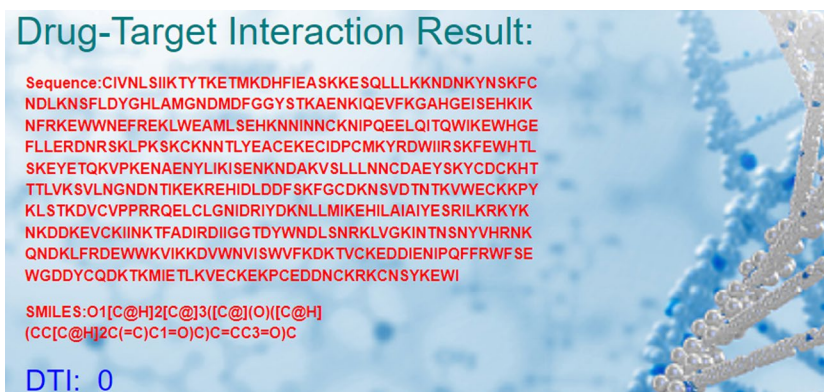 Drug-Target Interaction Result:
Sequence:CIVNLSIIKTYTKETMKDHFIEASKKESQLLLKKNDNKYNSKFC
NDLKNSFLDYGHLAMGNDMDFGGYSTKAENKIQEVFKGAHGEISEHKIK
NFRKEWWNEFREKLWEAMLSEHKNNINNCKNIPQEELQITQWIKEWHGE
FLLERDNRSKLPKSKCKNNTLYEACEKECIDPCMKYRDWIIRSKFEWHTL
SKEYETQKVPKENAENYLIKISENKNDAKVSLLLNNCDAEYSKYCDCKHT
TTLVKSVLNGNDNTIKEKREHIDLDDFSKFGCDKNSVDTNTKVWECKKPY
KLSTKDVCVPPRRQELCLGNIDRIYDKNLLMIKEHILAIAIYESRILKRKYK
NKDDKEVCKIINKTFADIRDIIGGTDYWNDLSNRKLVGKINTNSNYVHRNK
QNDKLFRDEWWKVIKKDVWNVISWVFKDKTVCKEDDIENIPQFFRWFSE
WGDDYCQDKTKMIETLKVECKEKPCEDDNCKRKCNSYKEWI
SMILES:O1[C@H]2[C@]3([C@](O)([C@H]
(CC[C@H]2C(=C)C1=O)C)C=CC3=O)C
DTI: 0